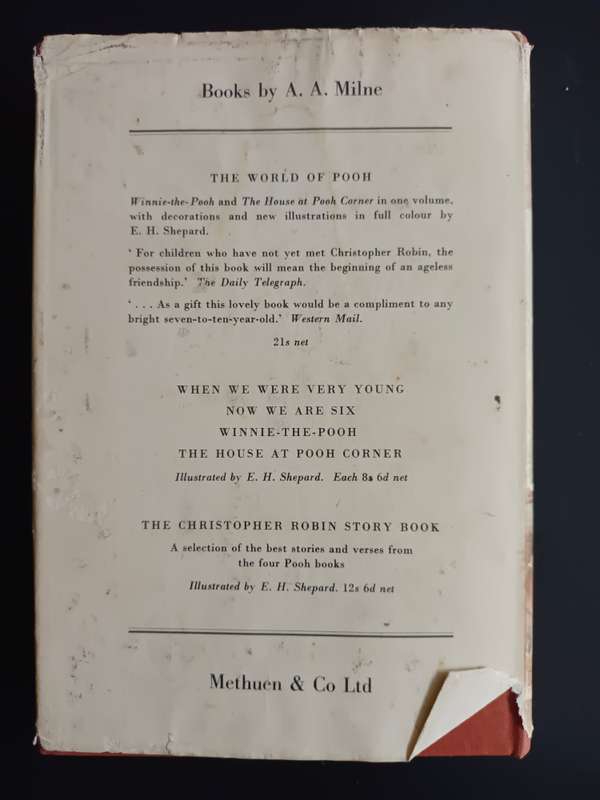 Books by A. A. Milne
THE WORLD OF POOH
Winnie-the-Pooh and The House at Pooh Corner in one volume,
with decorations and new illustrations in full colour by
E. H. Shepard.
‘ For children who have not yet met Christopher Robin, the
possession of this book will mean the beginning of an ageless
friendship.’ The Daily Telegraph.
‘ . . . As a gift this lovely book would be a compliment to any
bright seven-to-ten-year-old.’ Western Mail.
21s net
WHEN WE WERE VERY YOUNG
NOW WE ARE SIX
WINNIE-THE-POOH
THE HOUSE AT POOH CORNER
Illustrated by E. H. Shepard. Each 8s 6d net
THE CHRISTOPHER ROBIN STORY BOOK
A selection of the best stories and verses from
the four Pooh books
Illustrated by E. H. Shepard. 12s 6d net
Methuen & Co Ltd